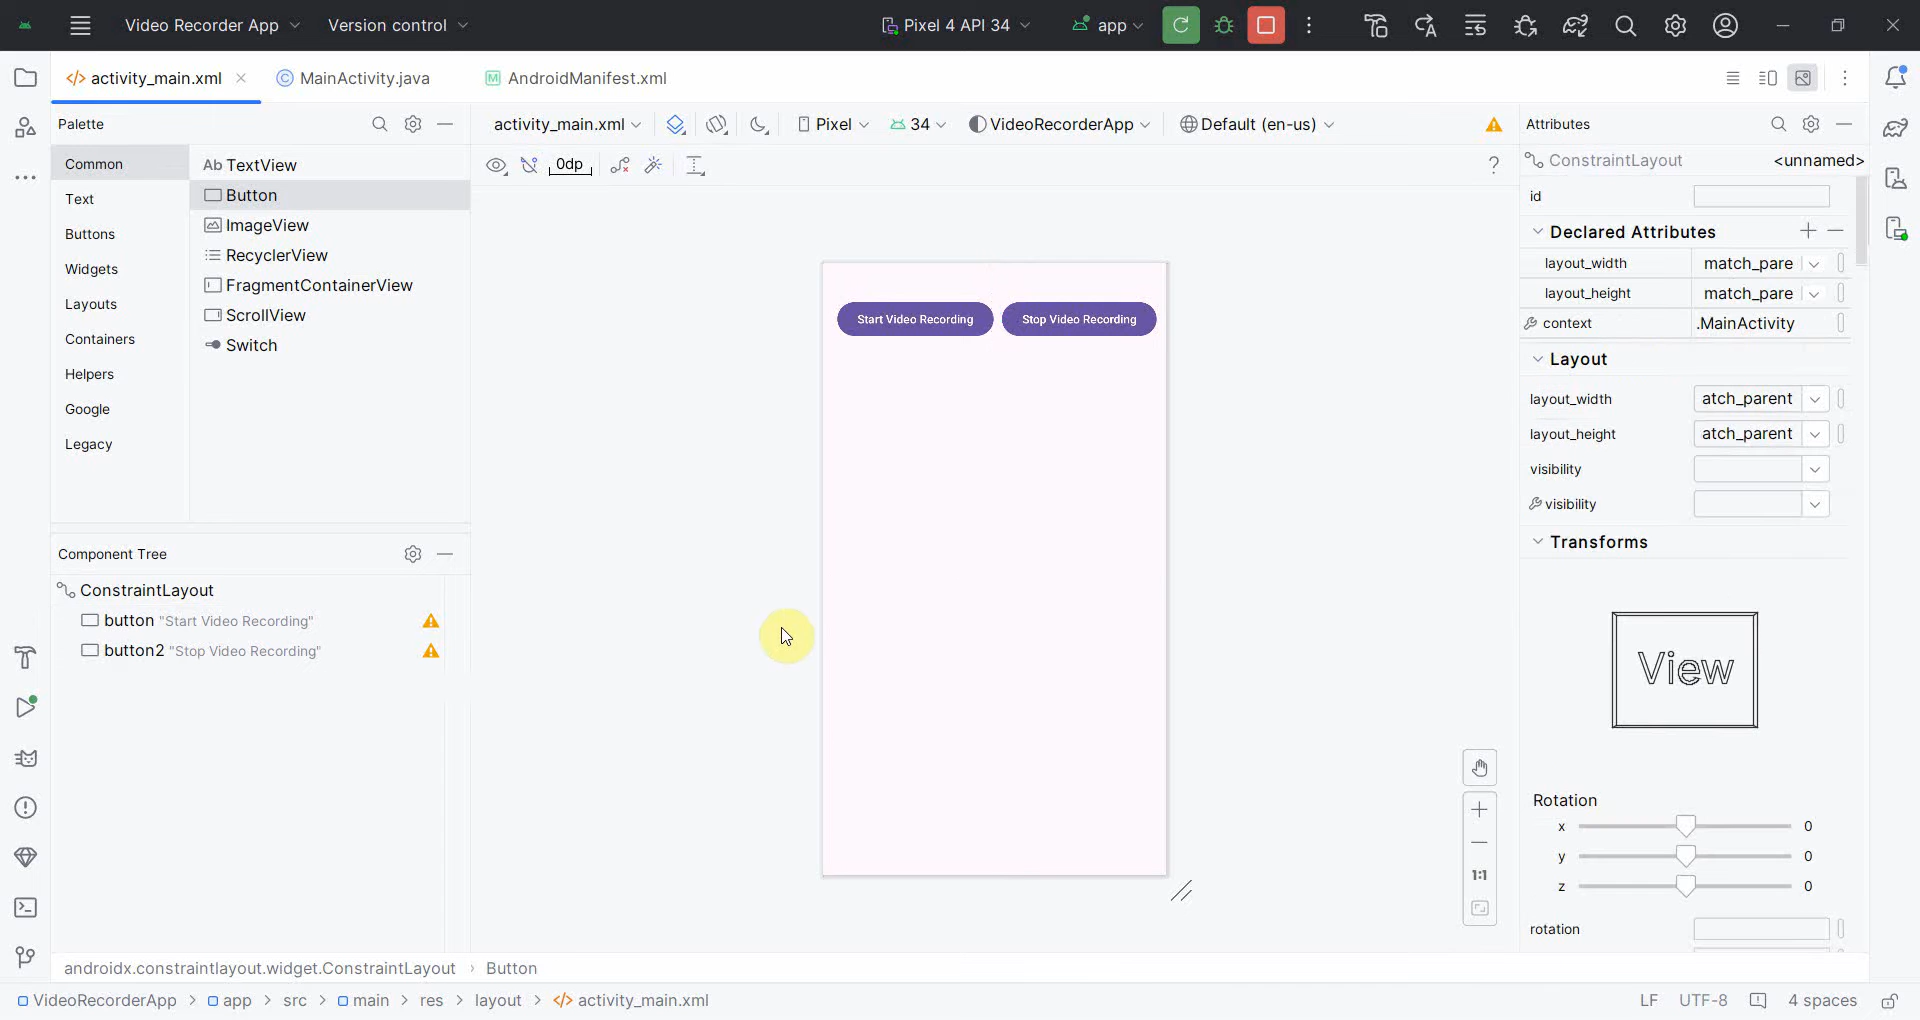 Video Recorder App Version control Pixel 4 API 34 app
activity_main.xml MainActivity.java AndroidManifest.xml
Palette
activity_main.xml 0dp Pixel 34 VideoRecorderApp Default (en-us)
Attributes
Common
Text
Buttons
Widgets
Layouts
Containers
Helpers
Google
Legacy
Ab TextView
Button
ImageView
RecyclerView
FragmentContainerView
ScrollView
Switch
?
Start Video Recording Stop Video Recording
Component Tree
ConstraintLayout
button "Start Video Recording"
button2 "Stop Video Recording"
1:1
ConstraintLayout <unnamed>
id
Declared Attributes
layout_width match_pare
layout_height match_pare
context .MainActivity
Layout
layout_width atch_parent
layout_height atch_parent
visibility
visibility
Transforms
View
Rotation
x 0
y 0
z 0
rotation
androidx.constraintlayout.widget.ConstraintLayout > Button
VideoRecorderApp > app > src > main > res > layout > activity_main.xml LF UTF-8 4 spaces